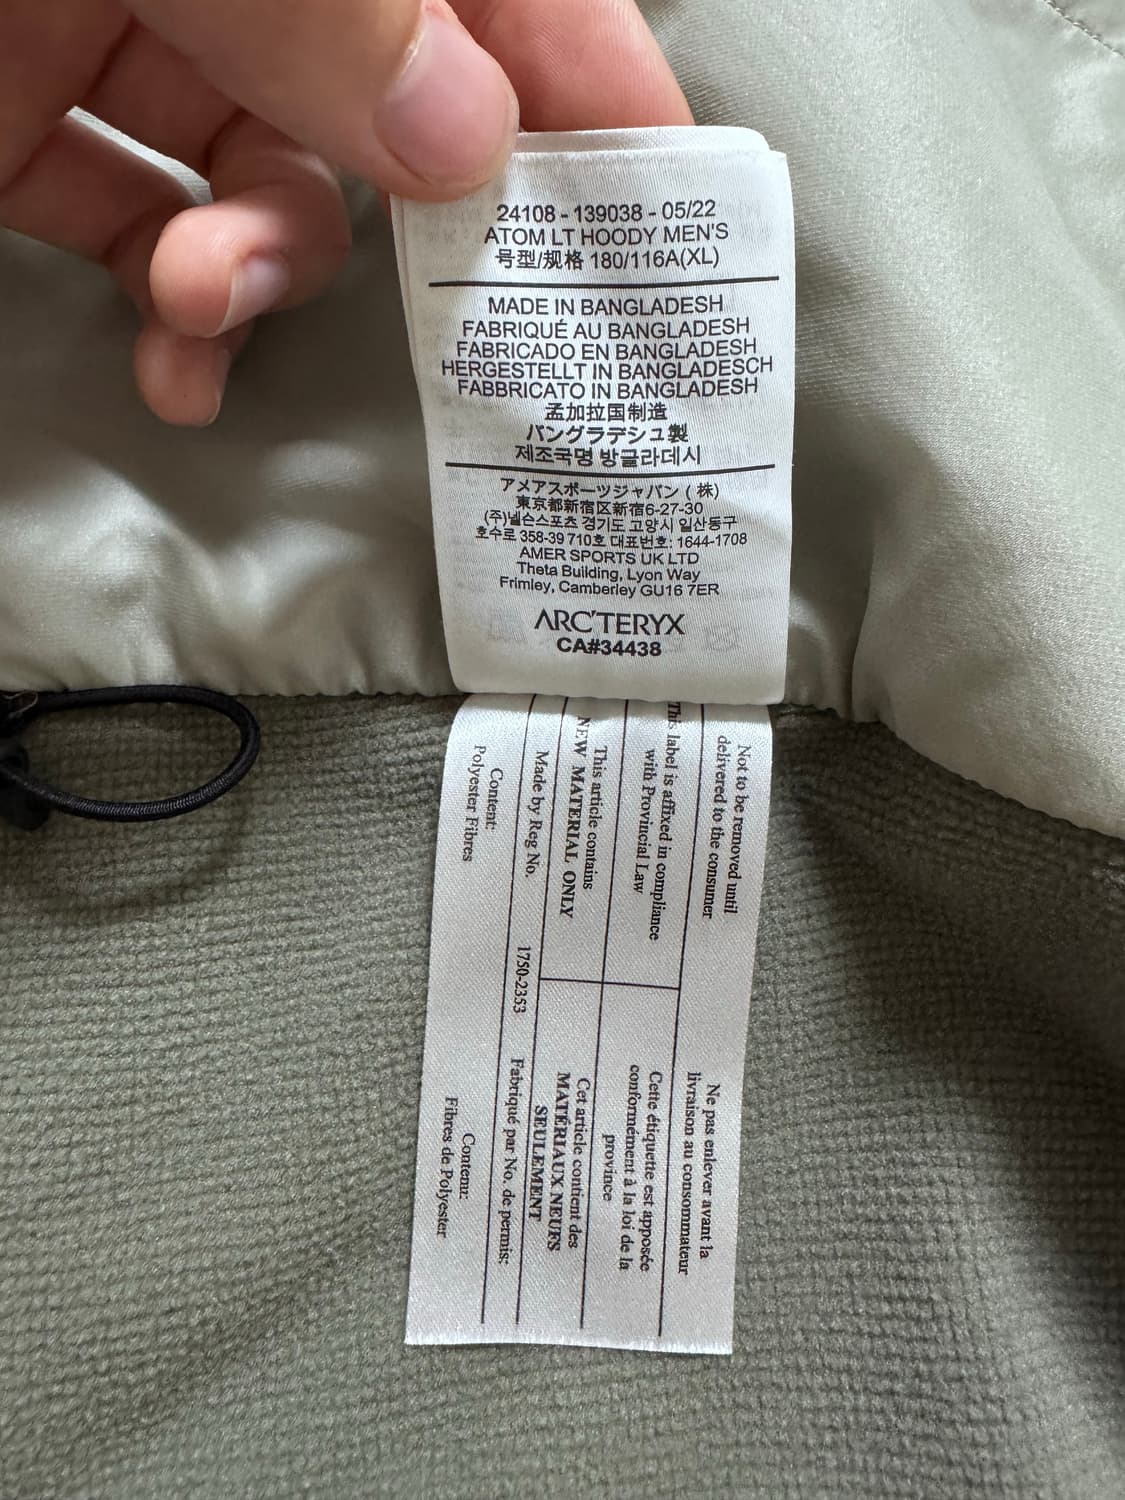 24108 - 139038 - 05/22
ATOM LT HOODY MEN'S
号型/规格 180/116A(XL)
MADE IN BANGLADESH
FABRIQUÉ AU BANGLADESH
FABRICADO EN BANGLADESH
HERGESTELLT IN BANGLADESCH
FABBRICATO IN BANGLADESH
孟加拉国制造
バングラデシュ製
제조국명 방글라데시
アメアスポーツジャパン ( 株)
東京都新宿区新宿6-27-30
(주)넬슨스포츠 경기도 고양시 일산동구
호수로 358-39 710호 대표번호: 1644-1708
AMER SPORTS UK LTD
Theta Building, Lyon Way
Frimley, Camberley GU16 7ER
ARC'TERYX
CA#34438
Not to be removed until
delivered to the consumer
Ne pas enlever avant la
livraison au consommateur
This label is affixed in compliance
with Provincial Law
Cette étiquette est apposée
conformément à la loi de la
province
This article contains
NEW MATERIAL ONLY
Cet article contient des
MATÉRIAUX NEUFS
SEULEMENT
Made by Reg No. 1750-2353 Fabriqué par No. de permis:
Content:
Polyester Fibres
Contenu:
Fibres de Polyester